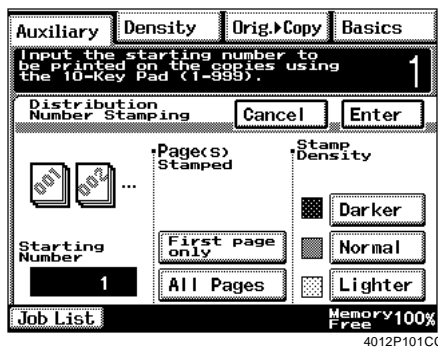 Auxiliary Density Orig.▸Copy Basics
Input the starting number to
be printed on the copies using
the 10-Key Pad (1-999).
1
Distribution
Number Stamping
Cancel Enter
Page(s)
Stamped
Stamp
Density
001 002 ...
Darker
Starting
Number
First page
only
Normal
1
All Pages
Lighter
Job List
Memory
Free 100%
4012P101C